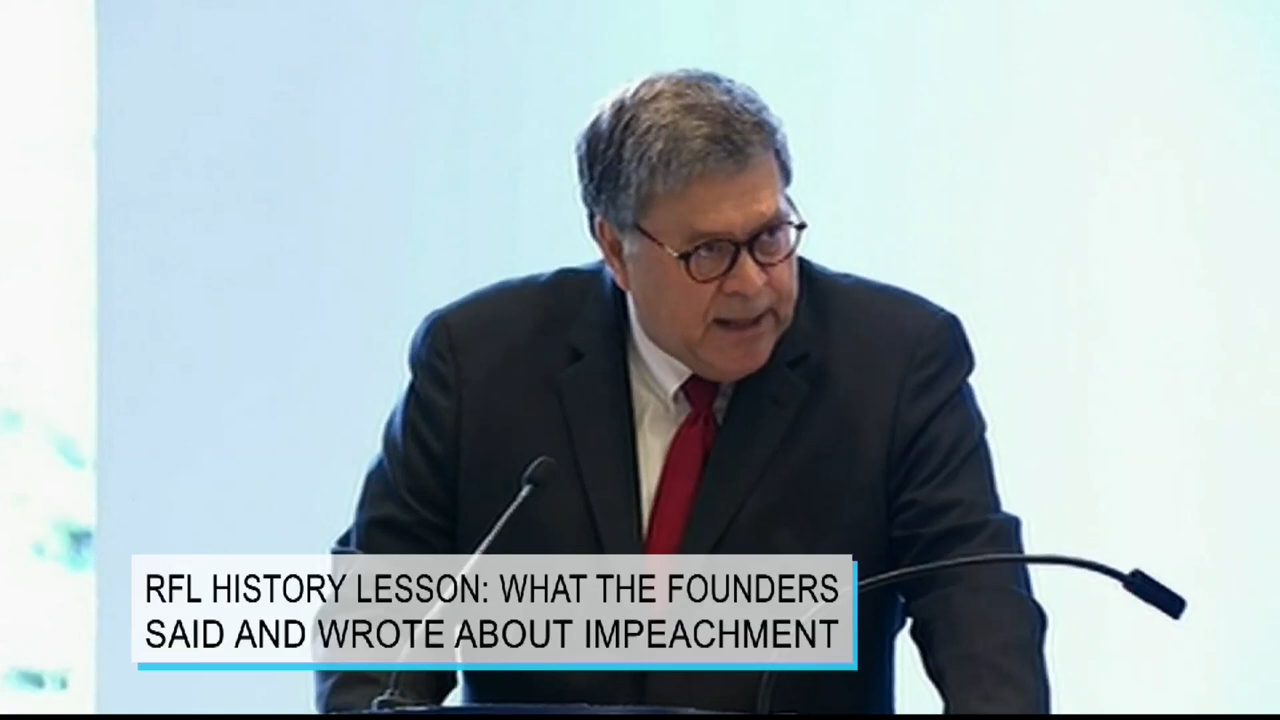 RFL HISTORY LESSON: WHAT THE FOUNDERS
SAID AND WROTE ABOUT IMPEACHMENT